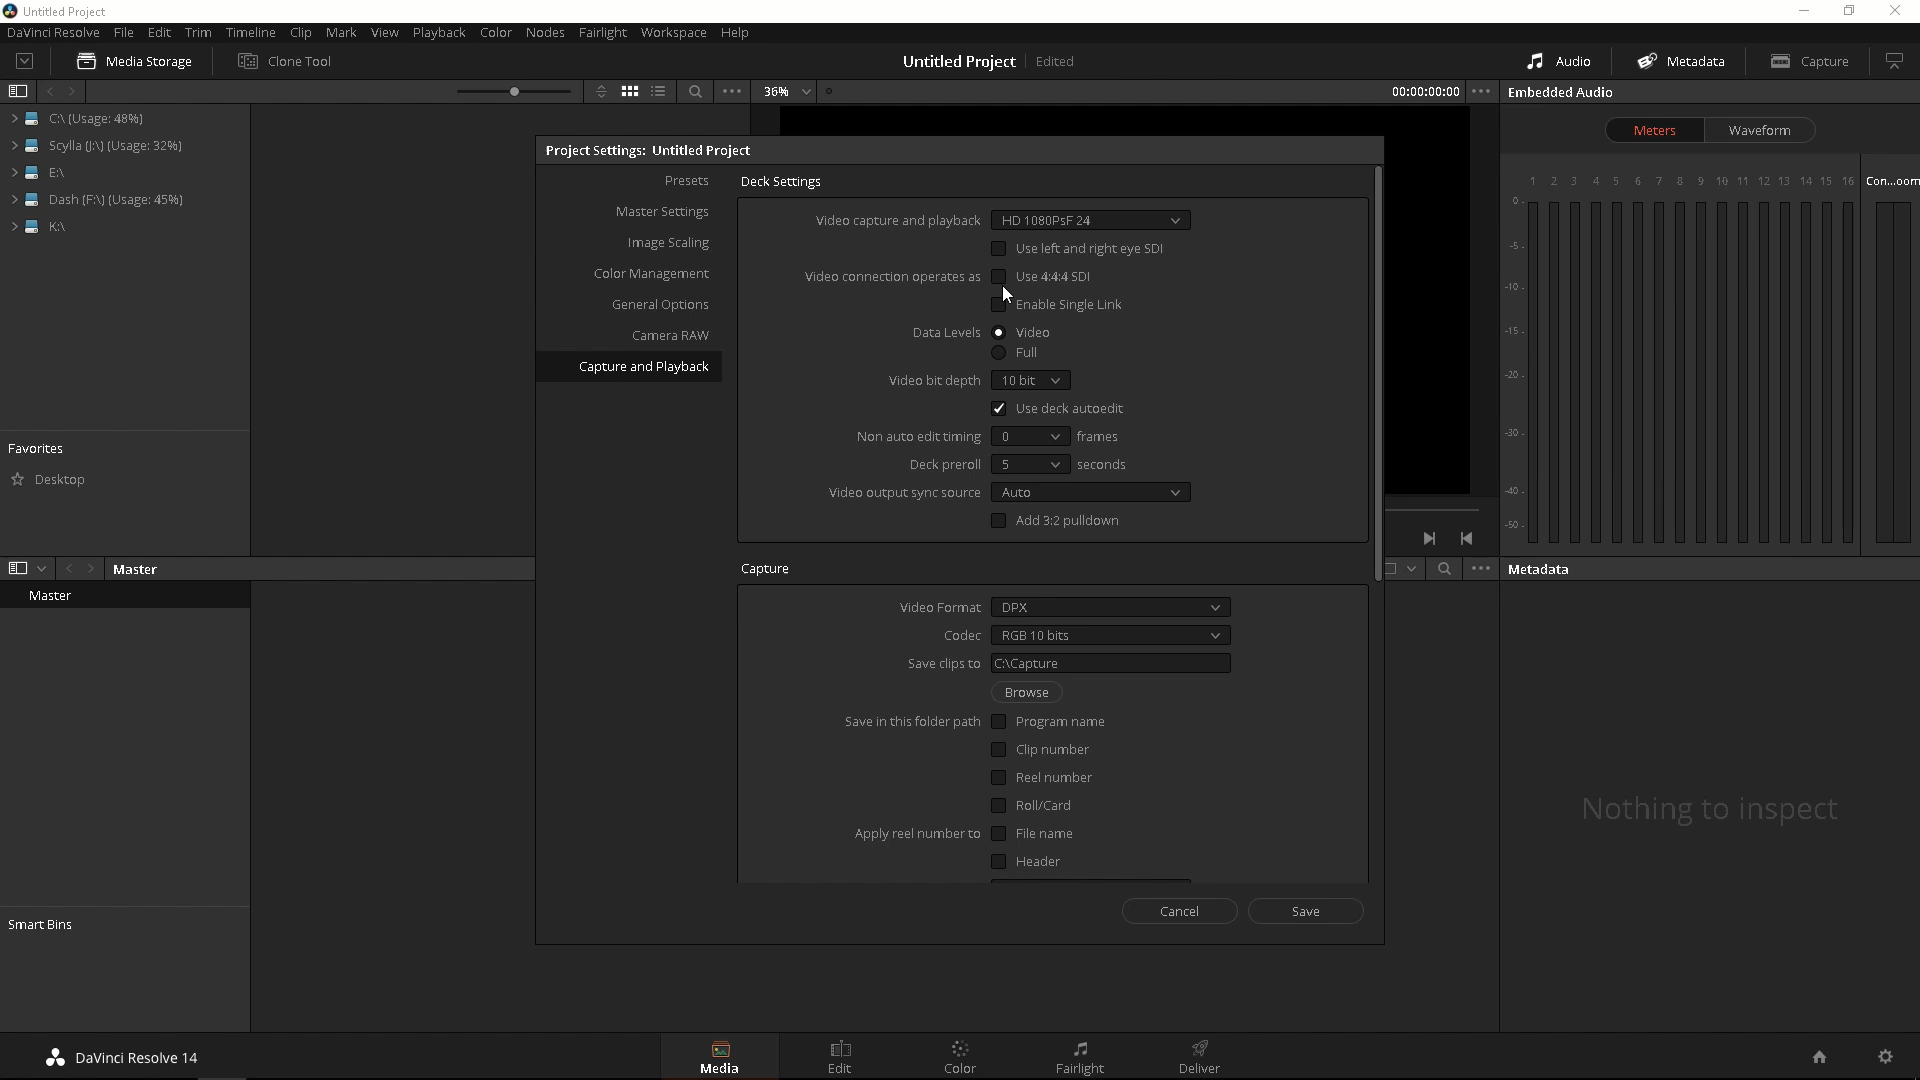 Untitled Project
DaVinci Resolve File Edit Trim Timeline Clip Mark View Playback Color Nodes Fairlight Workspace Help
Media Storage Clone Tool Untitled Project Edited Audio Metadata Capture
36% 00:00:00:00 Embedded Audio
C:\ (Usage: 48%)
Scylla (J:\) (Usage: 32%)
E:\
Dash (F:\) (Usage: 45%)
K:\
Favorites
Desktop
Master
Master
Smart Bins
Project Settings: Untitled Project
Presets
Master Settings
Image Scaling
Color Management
General Options
Camera RAW
Capture and Playback
Deck Settings
Video capture and playback HD 1080PsF 24
Use left and right eye SDI
Video connection operates as Use 4:4:4 SDI
Enable Single Link
Data Levels Video
Full
Video bit depth 10 bit
Use deck autoedit
Non auto edit timing 0 frames
Deck preroll 5 seconds
Video output sync source Auto
Add 3:2 pulldown
Capture
Video Format DPX
Codec RGB 10 bits
Save clips to C:\Capture
Browse
Save in this folder path Program name
Clip number
Reel number
Roll/Card
Apply reel number to File name
Header
Cancel Save
Meters Waveform
1 2 3 4 5 6 7 8 9 10 11 12 13 14 15 16 Con...oom
0
-5
-10
-15
-20
-30
-40
-50
Metadata
Nothing to inspect
DaVinci Resolve 14
Media Edit Color Fairlight Deliver